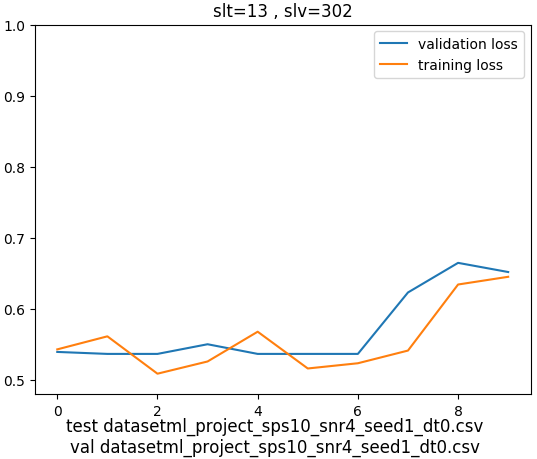 slt=13 , slv=302
1.0
0.9
0.8
0.7
0.6
0.5
validation loss
training loss
0
2
4
6
8
test datasetml_project_sps10_snr4_seed1_dt0.csv
val datasetml_project_sps10_snr4_seed1_dt0.csv